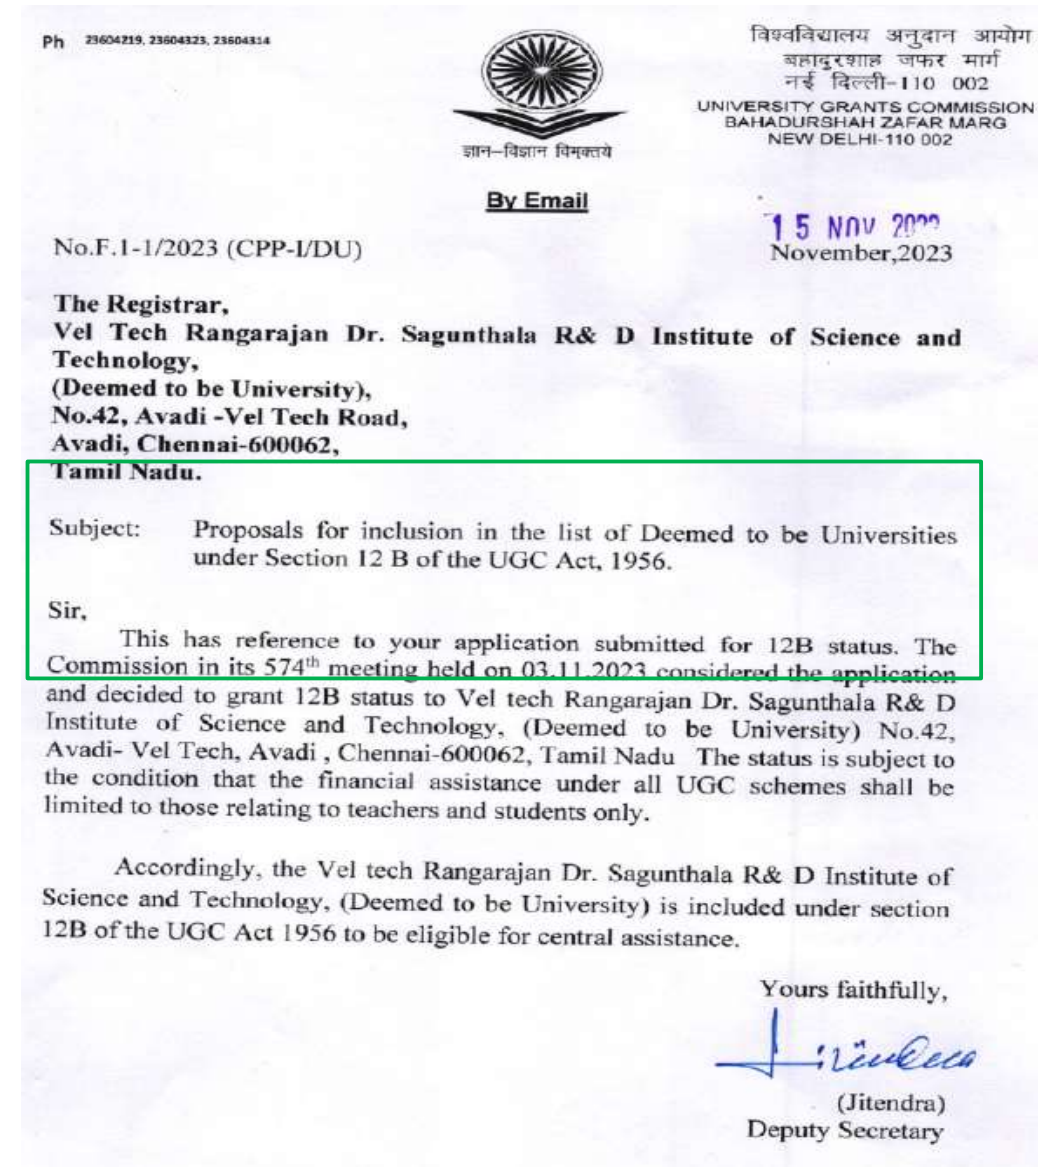 Ph 23604219, 23604323, 23604314
विश्वविद्यालय अनुदान आयोग
बहादुरशाह जफर मार्ग
नई दिल्ली-110 002
UNIVERSITY GRANTS COMMISSION
BAHADURSHAH ZAFAR MARG
NEW DELHI-110 002
ज्ञान-विज्ञान विमुक्तये
By Email
15 NOV
No.F.1-1/2023 (CPP-I/DU)
November,2023
The Registrar,
Vel Tech Rangarajan Dr. Sagunthala R& D Institute of Science and
Technology,
(Deemed to be University),
No.42, Avadi -Vel Tech Road,
Avadi, Chennai-600062,
Tamil Nadu.
Subject: Proposals for inclusion in the list of Deemed to be Universities
under Section 12 B of the UGC Act, 1956.
Sir,
This has reference to your application submitted for 12B status. The
Commission in its 574th meeting held on 03.11.2023 considered the application
and decided to grant 12B status to Vel tech Rangarajan Dr. Sagunthala R& D
Institute of Science and Technology, (Deemed to be University) No.42,
Avadi- Vel Tech, Avadi , Chennai-600062, Tamil Nadu The status is subject to
the condition that the financial assistance under all UGC schemes shall be
limited to those relating to teachers and students only.
Accordingly, the Vel tech Rangarajan Dr. Sagunthala R& D Institute of
Science and Technology, (Deemed to be University) is included under section
12B of the UGC Act 1956 to be eligible for central assistance.
Yours faithfully,
(Jitendra)
Deputy Secretary